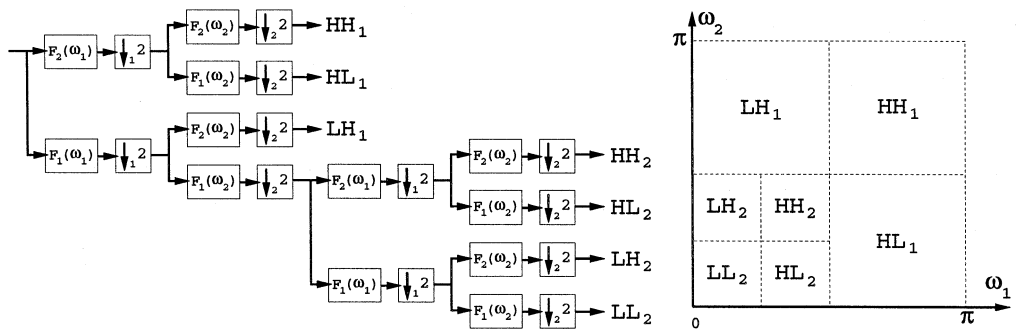 F₂(ω₁) ↓₁2 F₂(ω₂) ↓₂2 HH₁
F₁(ω₂) ↓₂2 HL₁
F₁(ω₁) ↓₁2 F₂(ω₂) ↓₂2 LH₁
F₁(ω₂) ↓₂2 F₂(ω₁) ↓₁2 F₂(ω₂) ↓₂2 HH₂
F₁(ω₂) ↓₂2 HL₂
F₁(ω₁) ↓₁2 F₂(ω₂) ↓₂2 LH₂
F₁(ω₂) ↓₂2 LL₂
ω₂
π
LH₁ HH₁
LH₂ HH₂
HL₁
LL₂ HL₂
ω₁
0 π